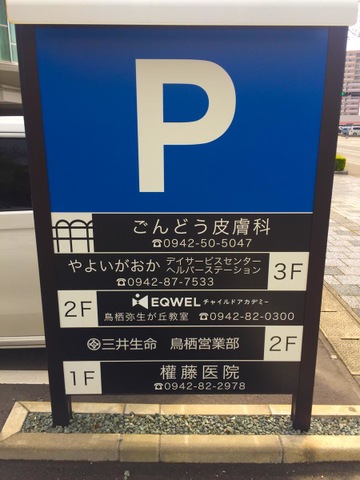 P
ごんどう皮膚科
☎0942-50-5047
やよいがおか デイサービスセンター
ヘルパーステーション
☎0942-87-7533
3F
2F
EQWEL チャイルドアカデミー
鳥栖弥生が丘教室 ☎0942-82-0300
三井生命 鳥栖営業部
2F
1F
權藤医院
☎0942-82-2978